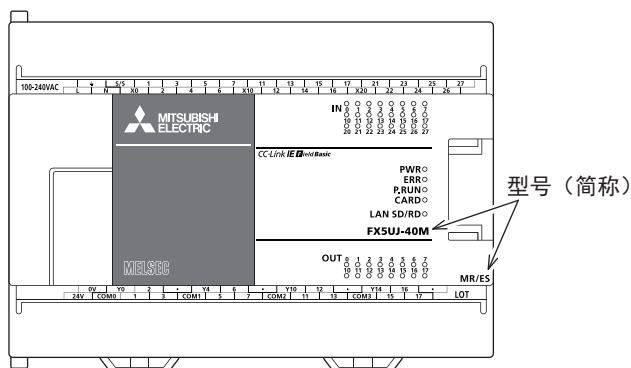 100-240VAC
S/S 1 3 5 7 11 13 15 17 21 23 25 27
L N X0 2 4 6 X10 12 14 16 X20 22 24 26
MITSUBISHI
ELECTRIC
IN 0 1 2 3 4 5 6 7
10 11 12 13 14 15 16 17
20 21 22 23 24 25 26 27
CC-Link IE Field Basic
PWR
ERR
P.RUN
CARD
LAN SD/RD
FX5UJ-40M
型号（简称）
OUT 0 1 2 3 4 5 6 7
10 11 12 13 14 15 16 17
MELSEC
MR/ES
0V Y0 2 • Y4 6 • Y10 12 • Y14 16 •
24V COM0 1 3 COM1 5 7 COM2 11 13 COM3 15 17
LOT